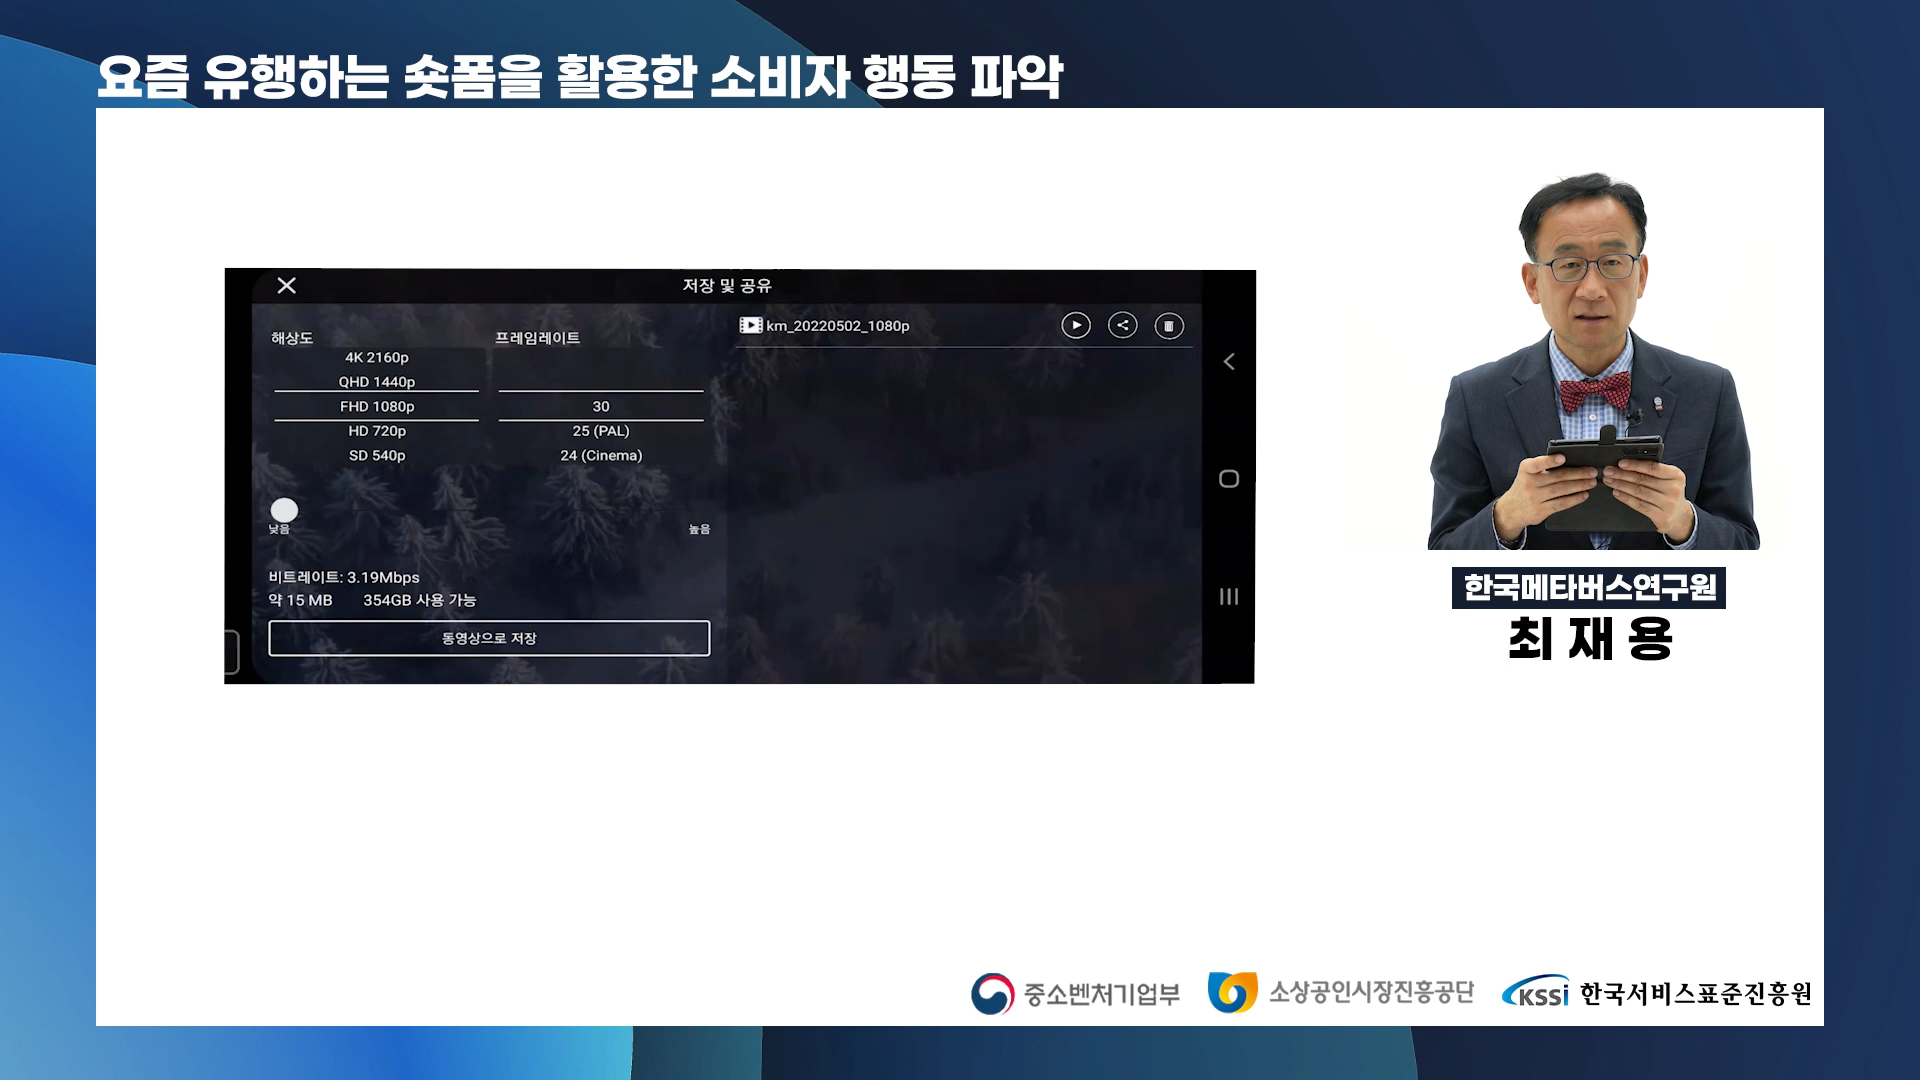 요즘 유행하는 숏폼을 활용한 소비자 행동 파악
저장 및 공유
해상도
4K 2160p
QHD 1440p
FHD 1080p
HD 720p
SD 540p
프레임레이트
30
25 (PAL)
24 (Cinema)
km_20220502_1080p
낮음 높음
비트레이트: 3.19Mbps
약 15 MB 354GB 사용 가능
동영상으로 저장
한국메타버스연구원
최재용
중소벤처기업부
소상공인시장진흥공단
KSSi 한국서비스표준진흥원